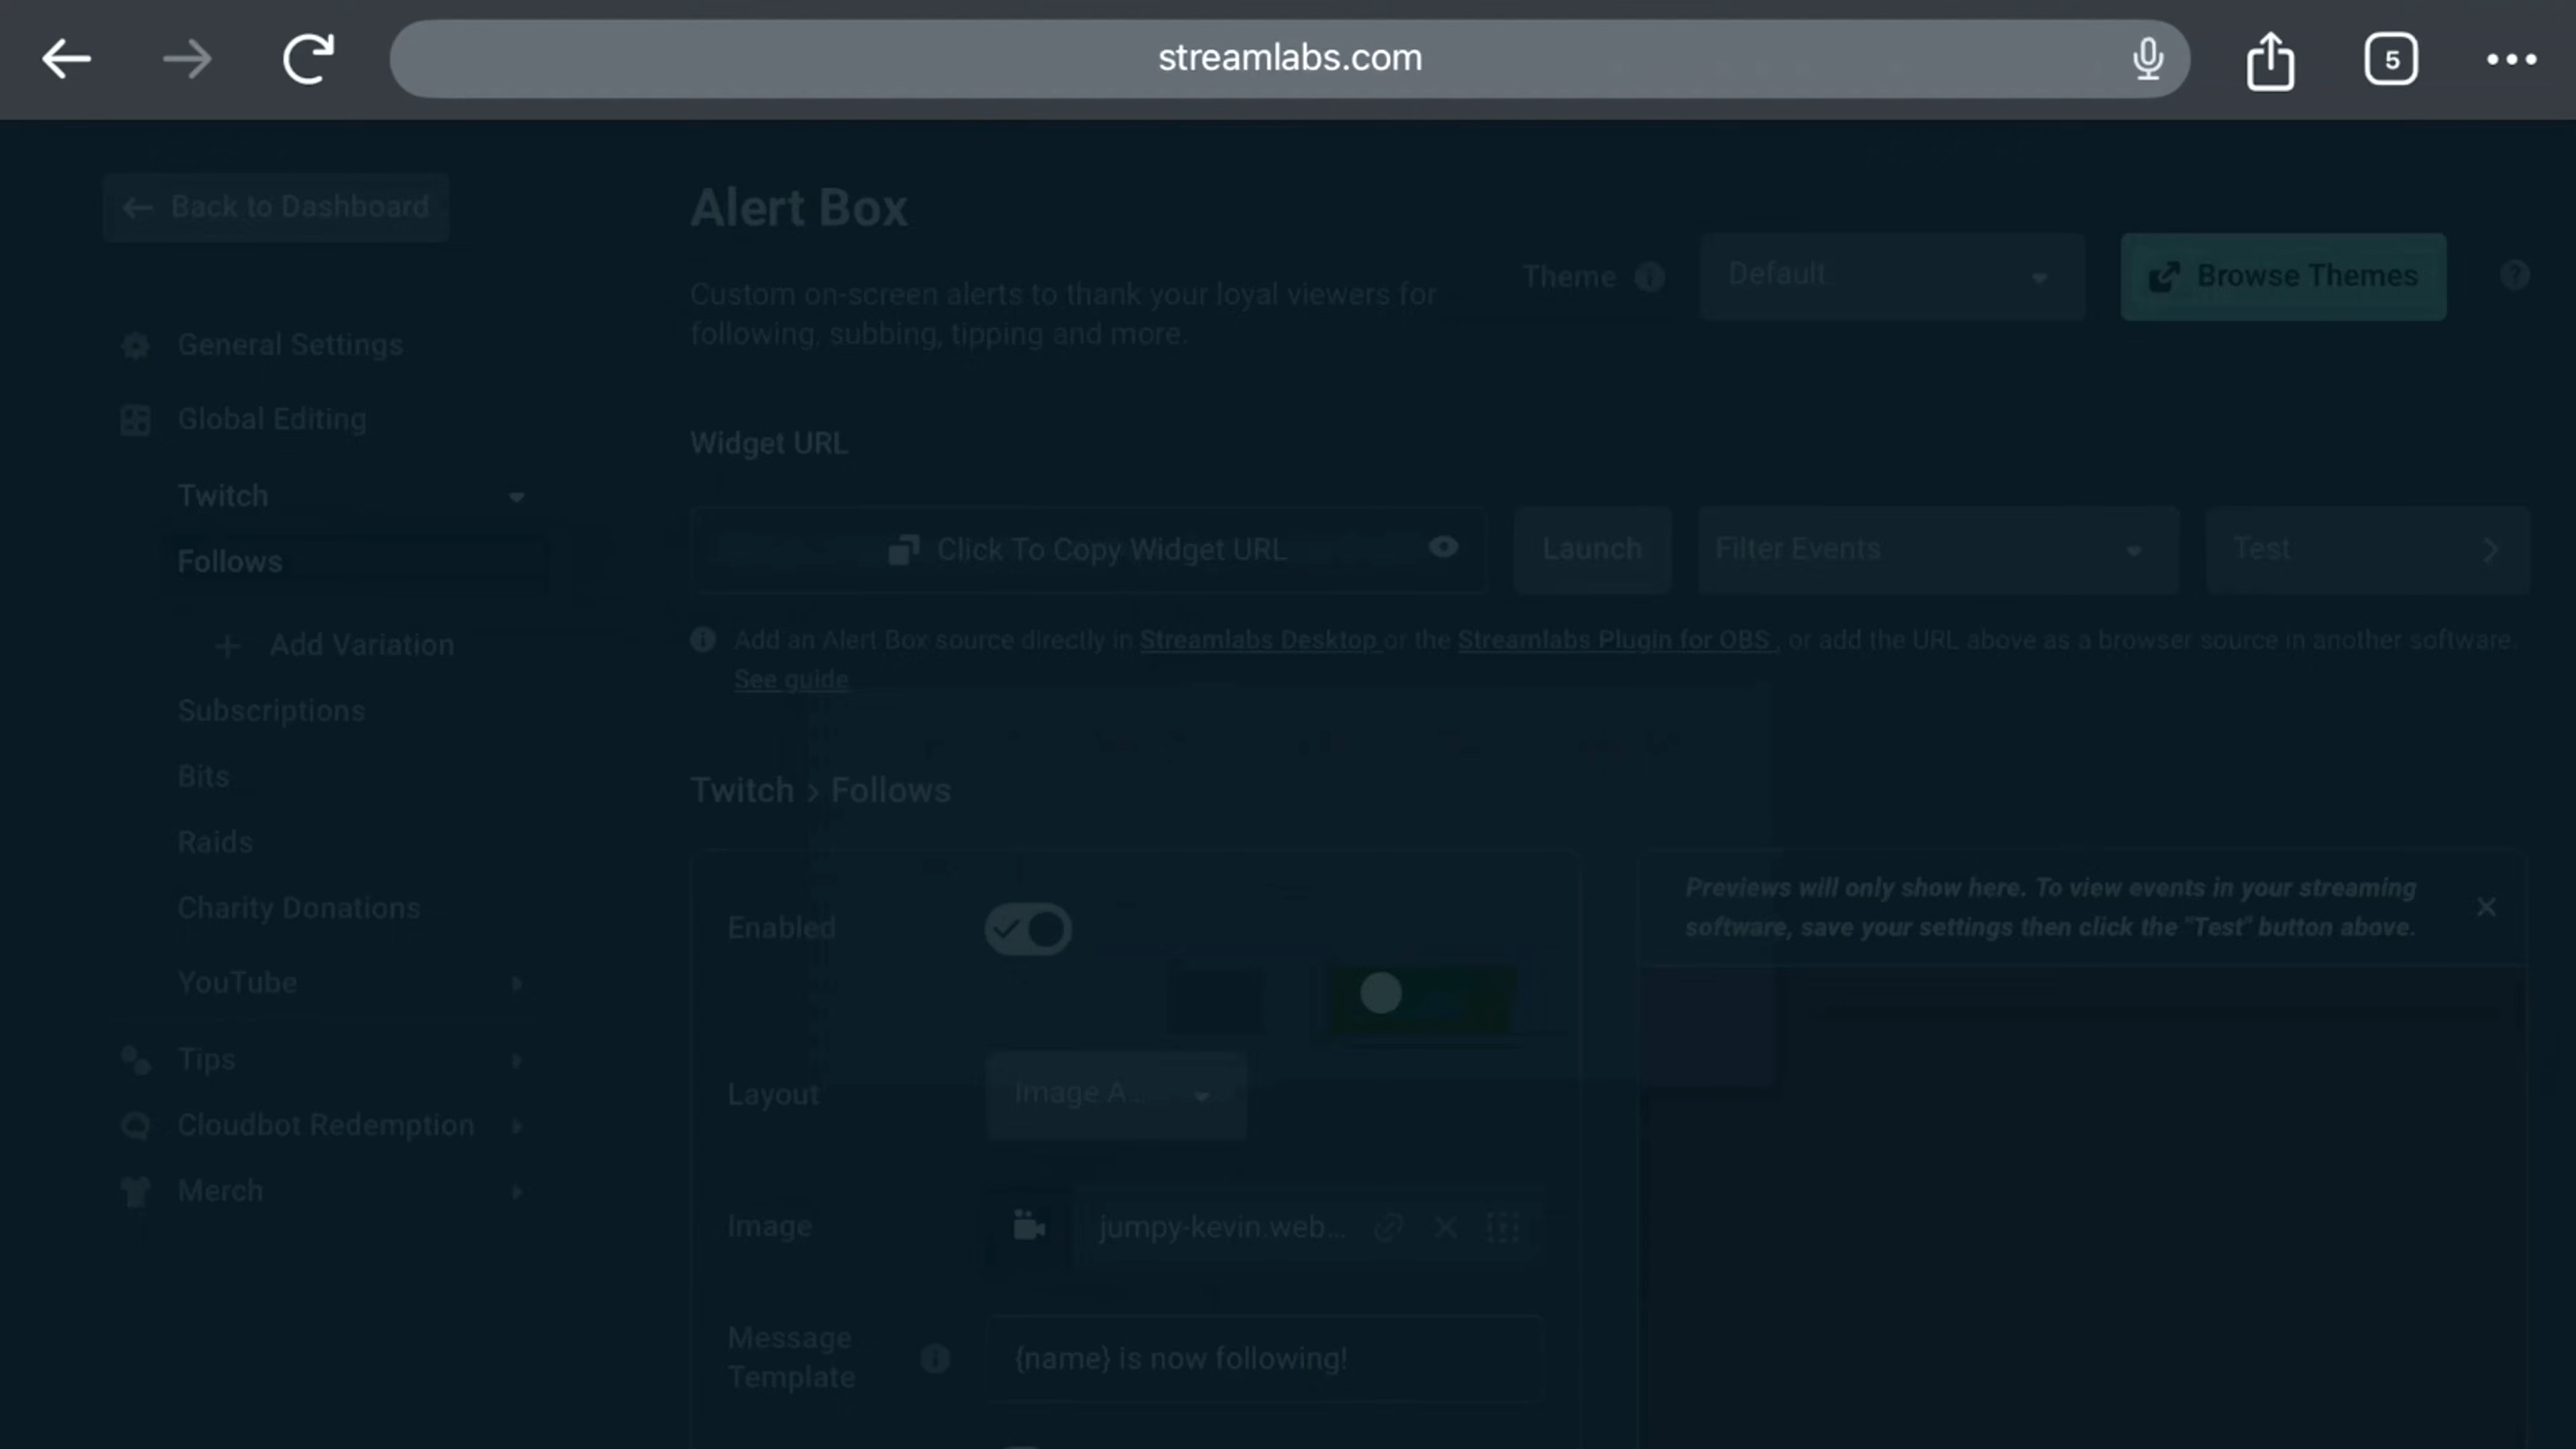 streamlabs.com
5
Back to Dashboard
Alert Box
Custom on-screen alerts to thank your loyal viewers for
following, subbing, tipping and more.
Theme
Default
Browse Themes
?
General Settings
Global Editing
Twitch
Follows
Add Variation
Subscriptions
Bits
Raids
Charity Donations
YouTube
Tips
Cloudbot Redemption
Merch
Widget URL
Click To Copy Widget URL
Launch
Filter Events
Test
Add an Alert Box source directly in Streamlabs Desktop or the Streamlabs Plugin for OBS , or add the URL above as a browser source in another software.
See guide
Twitch > Follows
Enabled
Layout
Image A...
Image
jumpy-kevin.web...
Message
Template
{name} is now following!
Previews will only show here. To view events in your streaming
software, save your settings then click the "Test" button above.